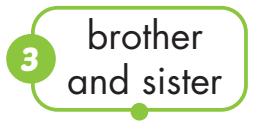 3
brother
and sister